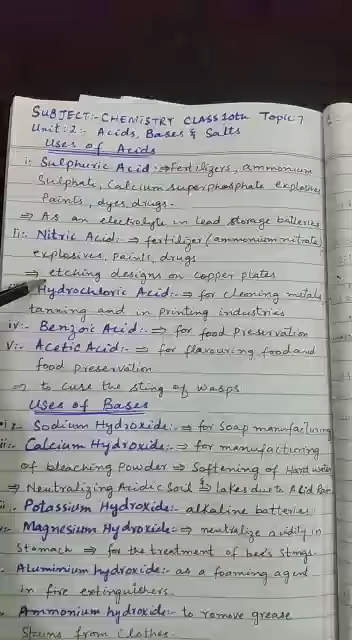 SUBJECT:- CHEMISTRY CLASS 10th Topic 7
Unit: 2:- Acids, Bases & Salts
Uses of Acids
i:- Sulphuric Acid:⇒ Fertilizers, ammonium
Sulphate, Calcium superphosphate explosives
Paints, dyes, drugs.
⇒ As an electrolyte in lead storage batteries
ii:- Nitric Acid:⇒ fertilizer (ammonium nitrate)
explosives, paints, drugs
⇒ etching designs on copper plates
Hydrochloric Acid:⇒ for cleaning metals
tanning and in printing industries
iv:- Benzoic Acid:⇒ for food preservation
v:- Acetic Acid:- ⇒ for flavouring food and
food preservation
⇒ to cure the sting of wasps
Uses of Bases
i:- Sodium Hydroxide:⇒ for soap manufacturing
ii:- Calcium Hydroxide:- ⇒ for manufacturing
of bleaching Powder ⇒ Softening of Hard water
⇒ Neutralizing Acidic Soil & lakes due to Acid Rain
Potassium Hydroxide:- alkaline batteries
Magnesium Hydroxide:⇒ neutralize acidity in
Stomach ⇒ for the treatment of bee's Stings.
Aluminium hydroxide:- as a foaming agent
in fire extinguishers.
Ammonium hydroxide:- to remove grease
Stains from clothes.